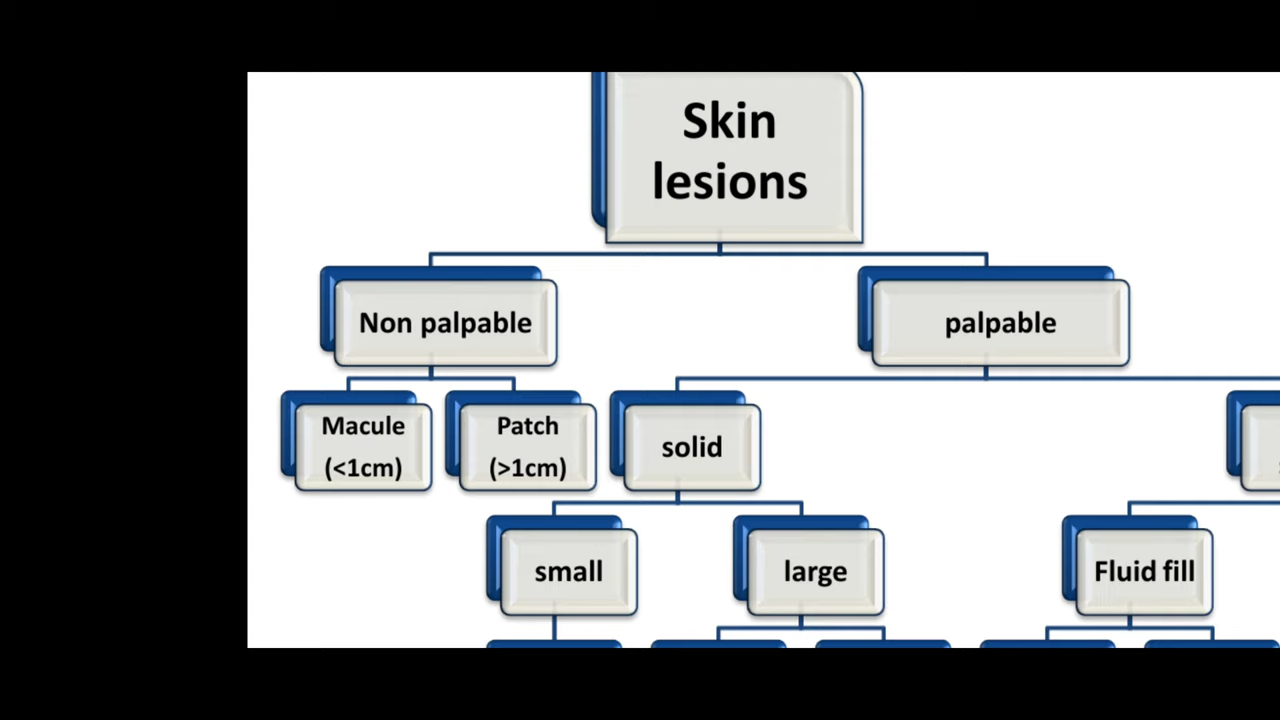 Skin
lesions
Non palpable
palpable
Macule
(<1cm)
Patch
(>1cm)
solid
small
large
Fluid fill